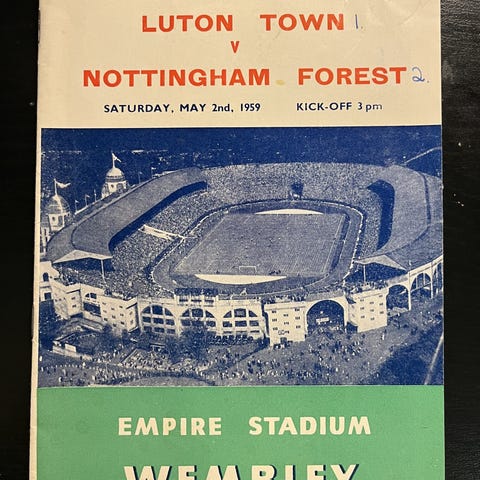 LUTON TOWN 1
V
NOTTINGHAM FOREST 2
SATURDAY, MAY 2nd, 1959 KICK-OFF 3 pm
EMPIRE STADIUM
WEMBLEY